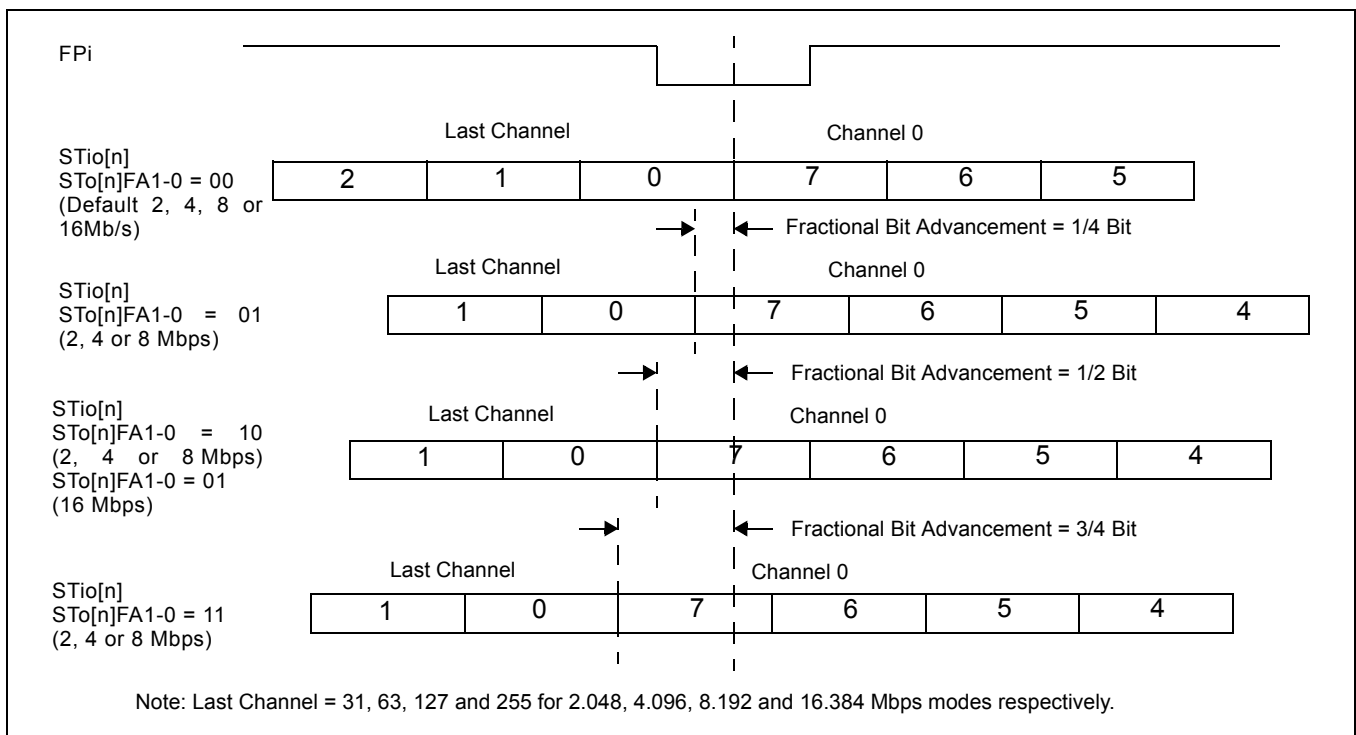 FPi
Last Channel
Channel 0
STio[n]
STo[n]FA1-0 = 00
(Default 2, 4, 8 or
16Mb/s)
2 1 0 7 6 5
Fractional Bit Advancement = 1/4 Bit
Last Channel
Channel 0
STio[n]
STo[n]FA1-0 = 01
(2, 4 or 8 Mbps)
1 0 7 6 5 4
Fractional Bit Advancement = 1/2 Bit
Last Channel
Channel 0
STio[n]
STo[n]FA1-0 = 10
(2, 4 or 8 Mbps)
STo[n]FA1-0 = 01
(16 Mbps)
1 0 7 6 5 4
Fractional Bit Advancement = 3/4 Bit
Last Channel
Channel 0
STio[n]
STo[n]FA1-0 = 11
(2, 4 or 8 Mbps)
1 0 7 6 5 4
Note: Last Channel = 31, 63, 127 and 255 for 2.048, 4.096, 8.192 and 16.384 Mbps modes respectively.